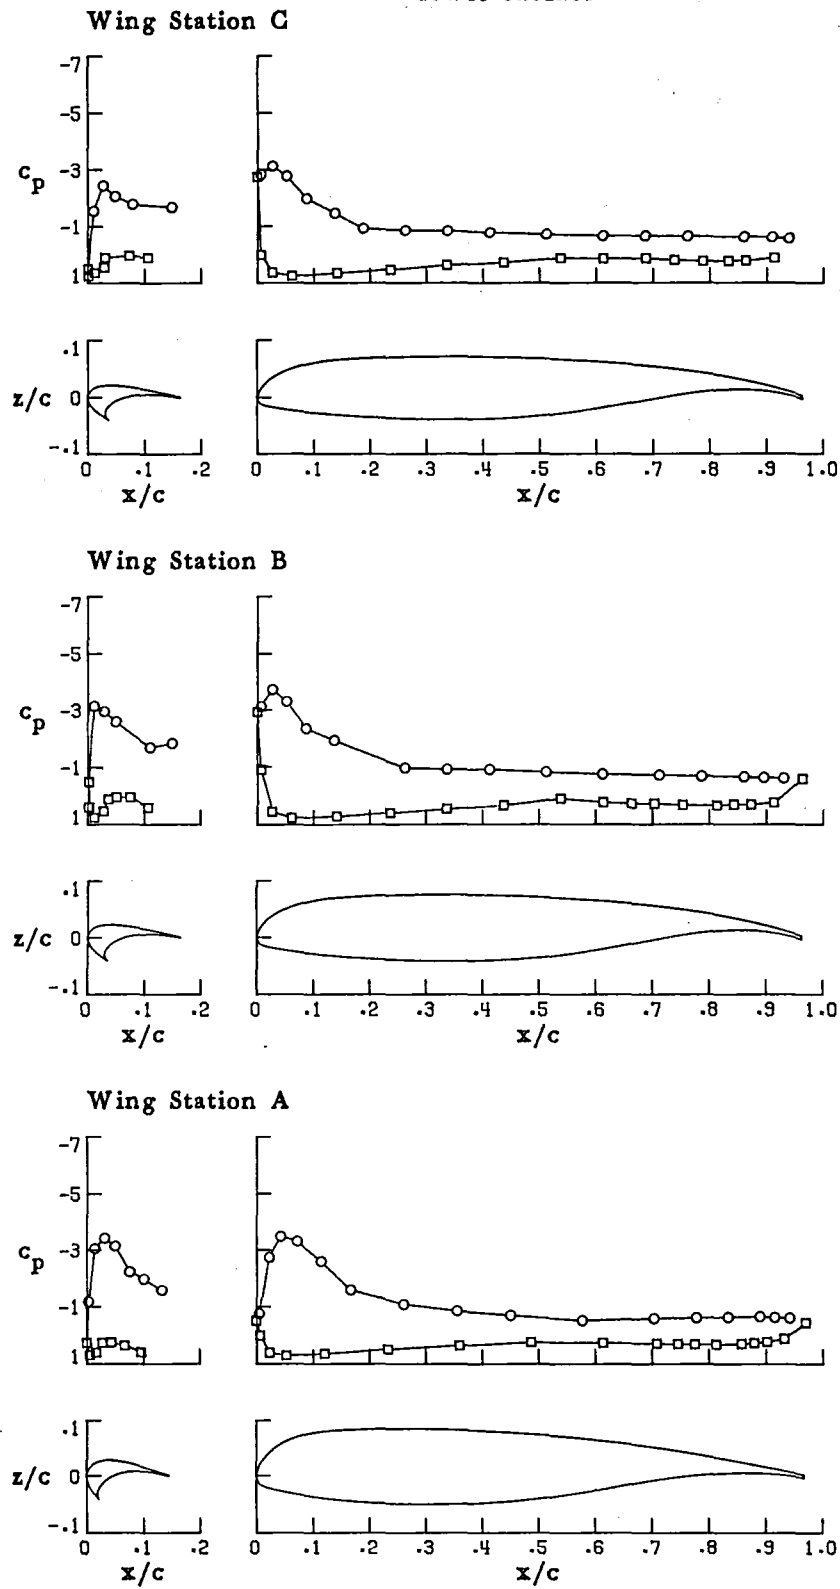 Wing Station C
-7
-5
-3
-1
1
c_p
.1
0
-.1
z/c
0 .1 .2
x/c
0 .1 .2 .3 .4 .5 .6 .7 .8 .9 1.0
x/c
Wing Station B
-7
-5
-3
-1
1
c_p
.1
0
-.1
z/c
0 .1 .2
x/c
0 .1 .2 .3 .4 .5 .6 .7 .8 .9 1.0
x/c
Wing Station A
-7
-5
-3
-1
1
c_p
.1
0
-.1
z/c
0 .1 .2
x/c
0 .1 .2 .3 .4 .5 .6 .7 .8 .9 1.0
x/c